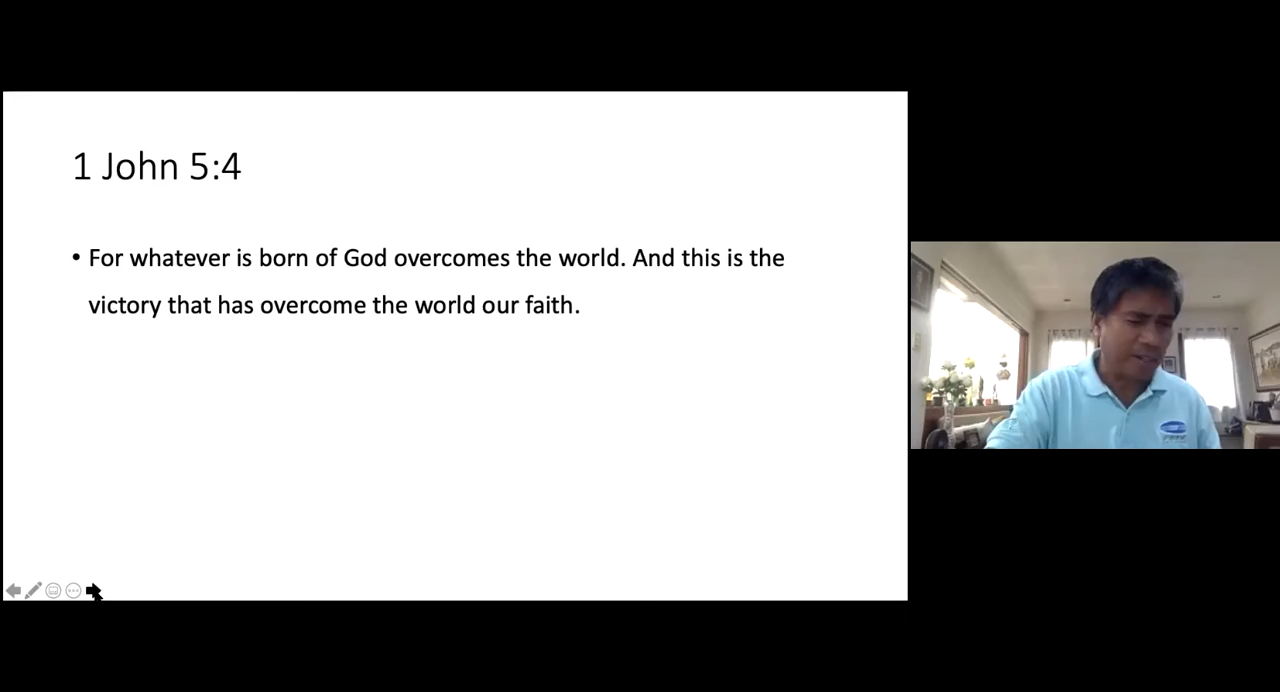 1 John 5:4
• For whatever is born of God overcomes the world. And this is the
victory that has overcome the world our faith.